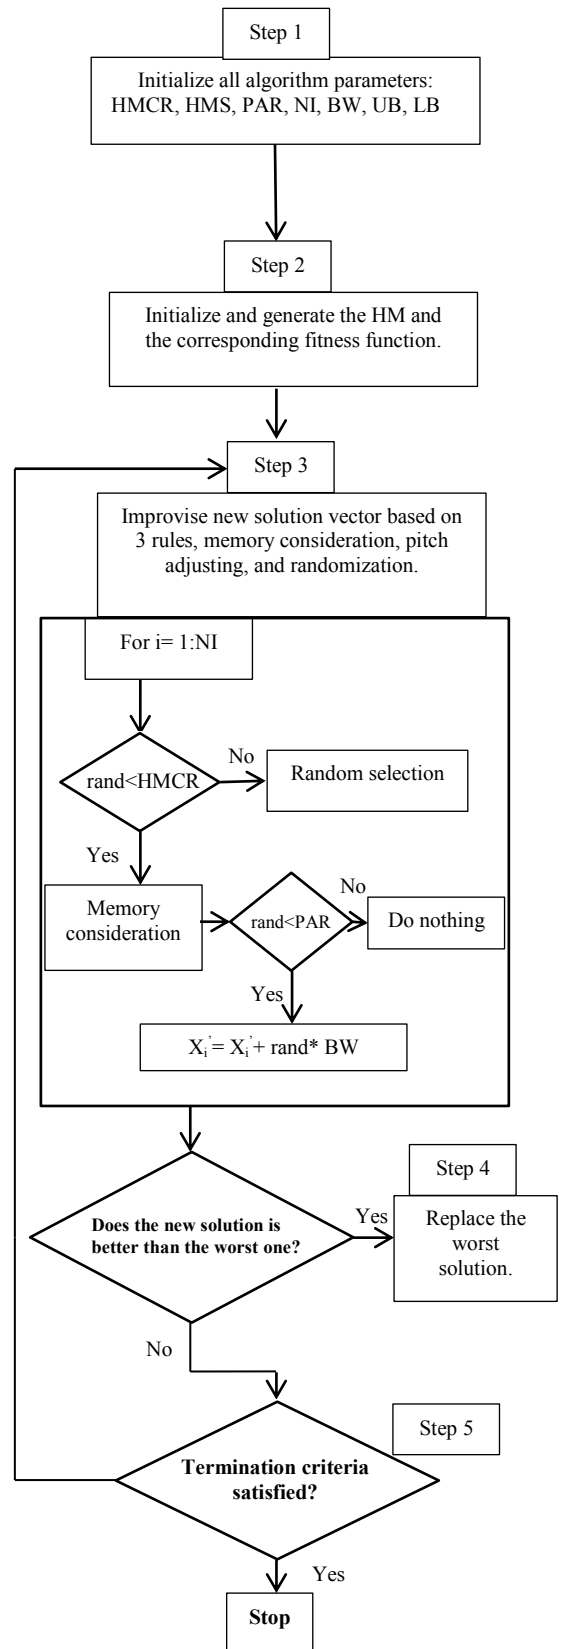 Step 1
Initialize all algorithm parameters:
HMCR, HMS, PAR, NI, BW, UB, LB
Step 2
Initialize and generate the HM and
the corresponding fitness function.
Step 3
Improvise new solution vector based on
3 rules, memory consideration, pitch
adjusting, and randomization.
For i= 1:NI
rand<HMCR
No
Random selection
Yes
Memory
consideration
rand<PAR
No
Do nothing
Yes
Xi'= Xi'+ rand* BW
Does the new solution is
better than the worst one?
Yes
Step 4
Replace the
worst
solution.
No
Step 5
Termination criteria
satisfied?
Yes
Stop